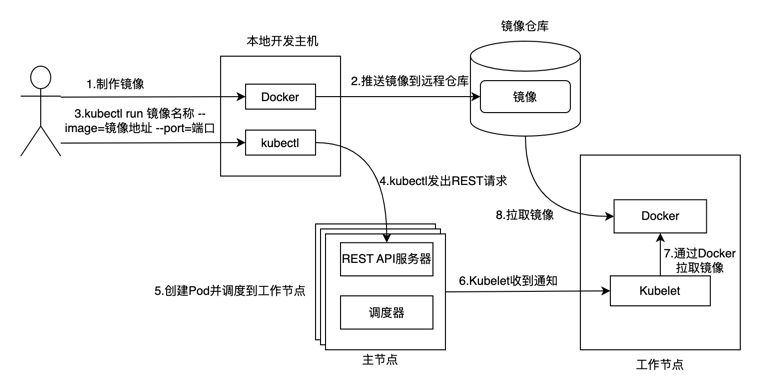 镜像仓库
本地开发主机
1.制作镜像
Docker
2.推送镜像到远程仓库
镜像
3.kubectl run 镜像名称 --
image=镜像地址 --port=端口
kubectl
4.kubectl发出REST请求
8.拉取镜像
Docker
7.通过Docker
拉取镜像
REST API服务器
5.创建Pod并调度到工作节点
6.Kubelet收到通知
Kubelet
调度器
主节点
工作节点